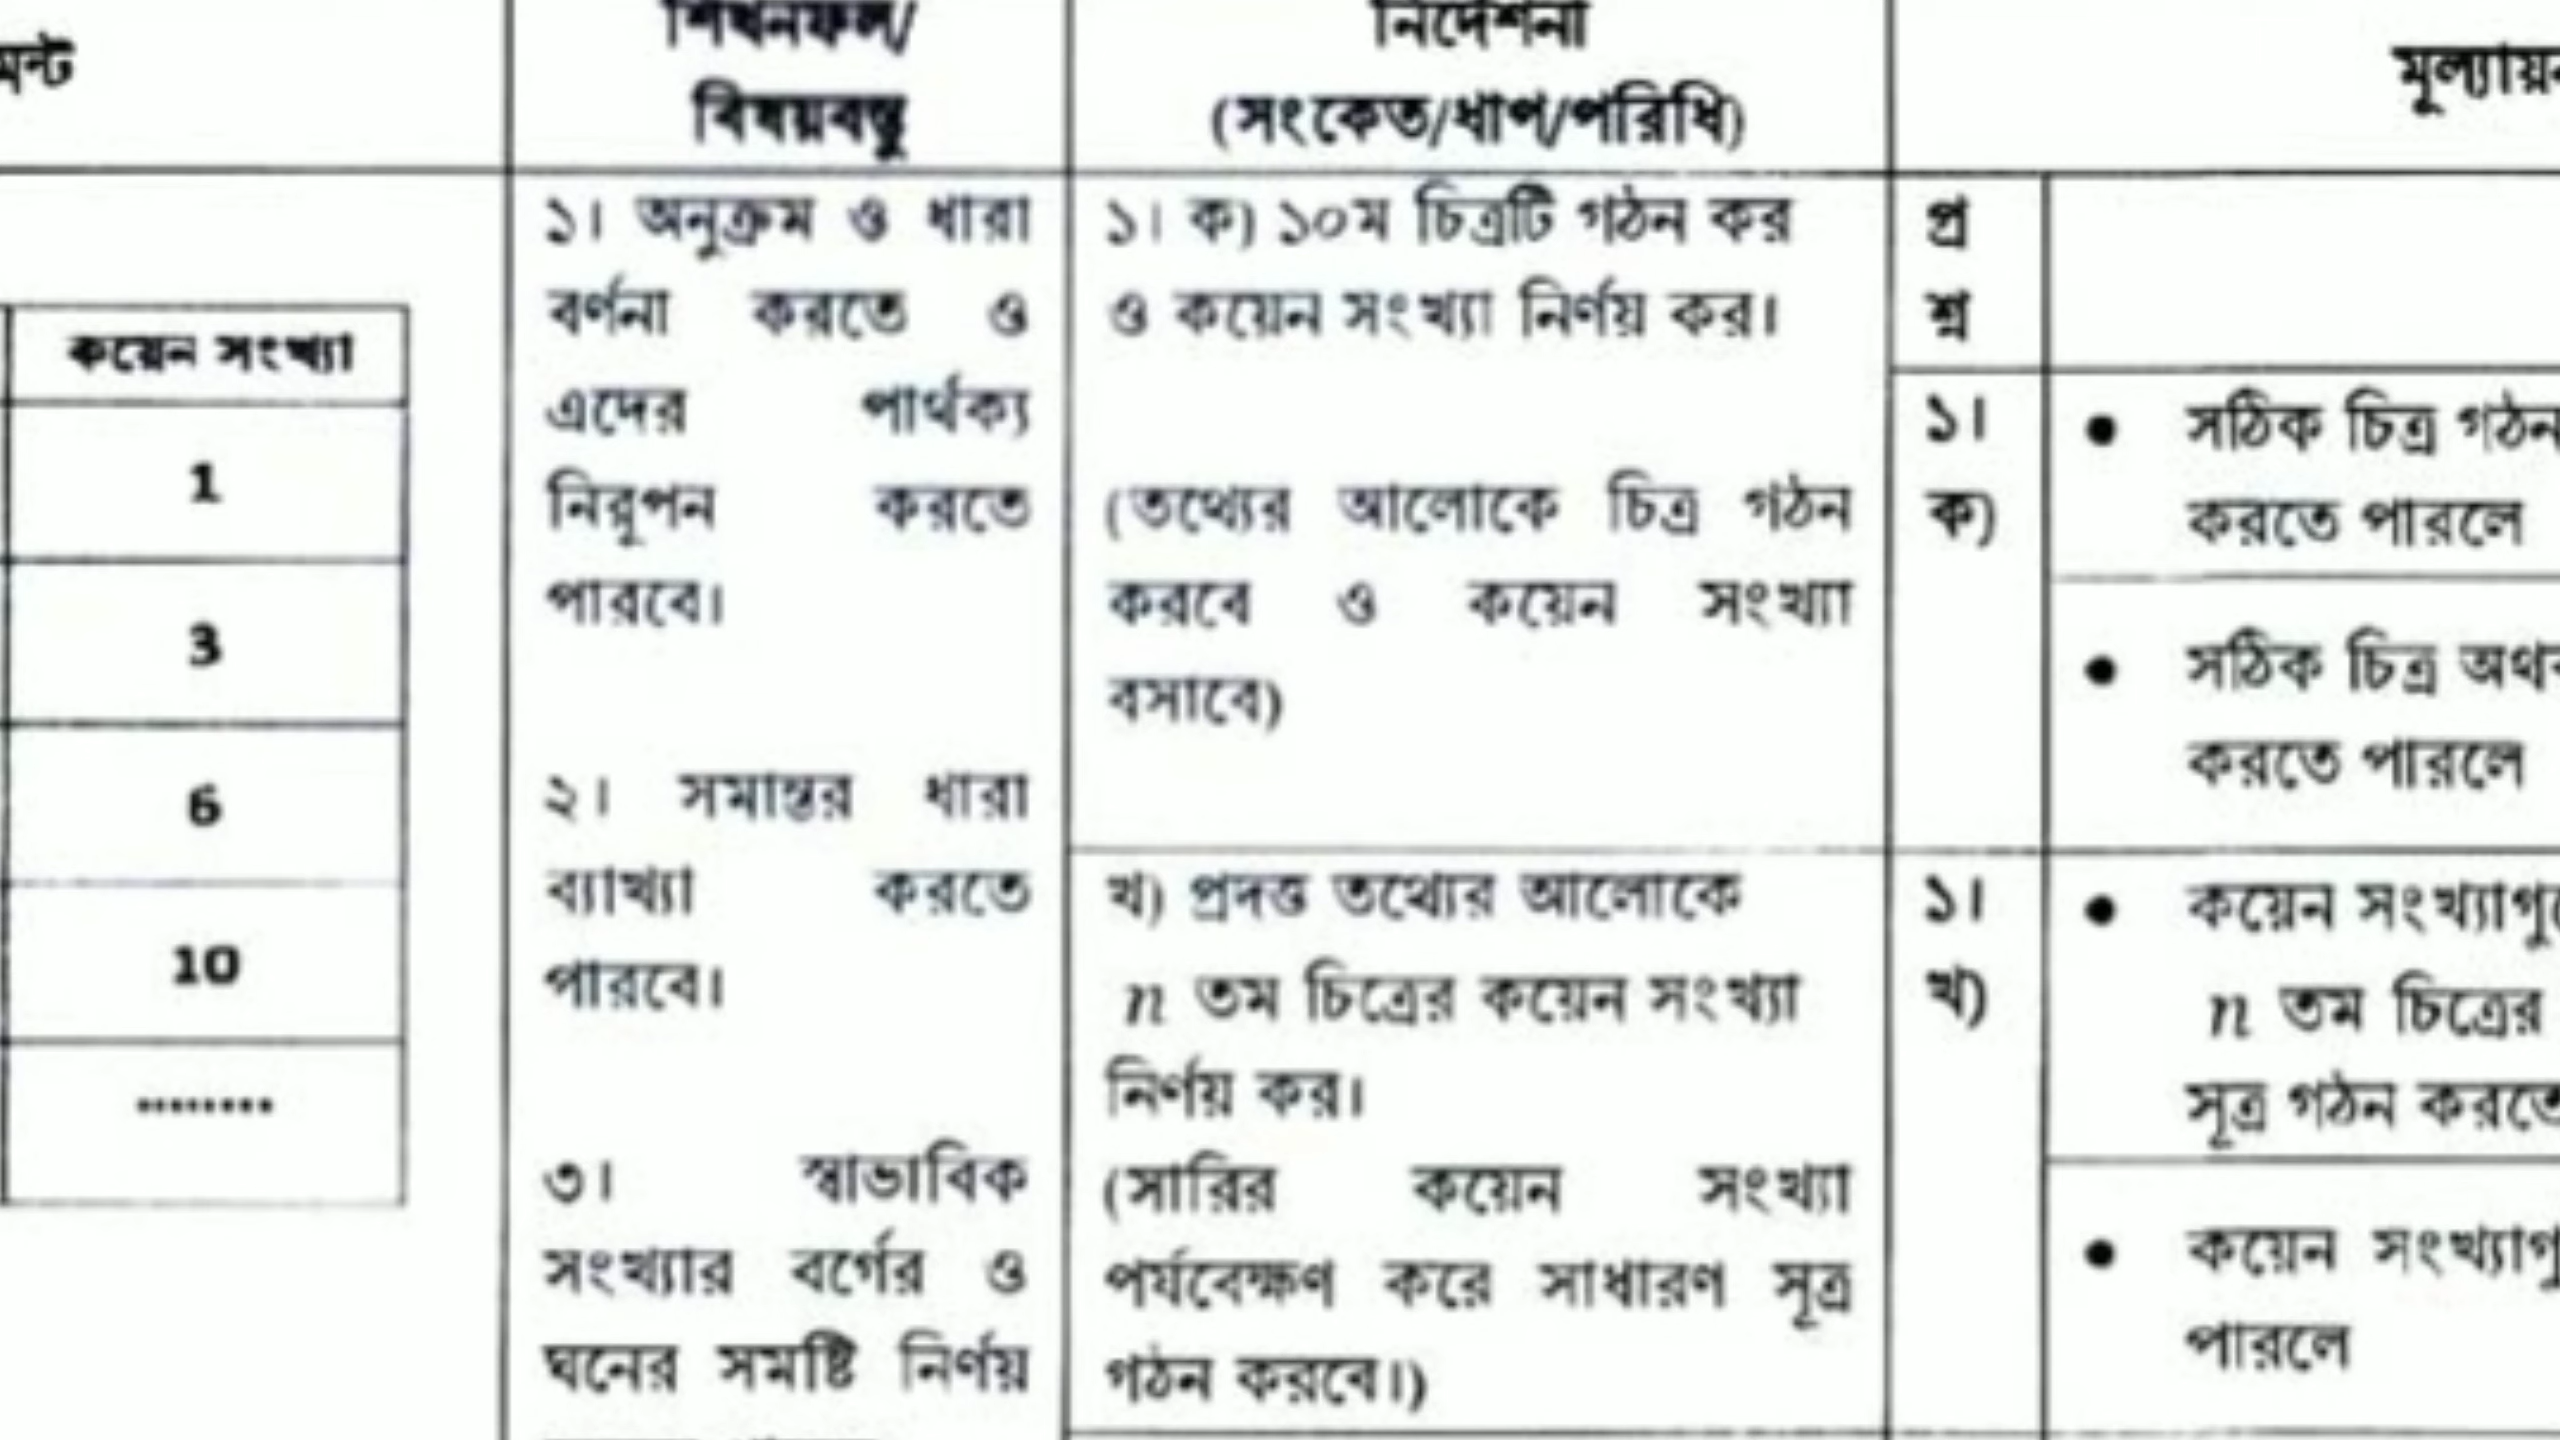 শিখনফল/
বিষয়বস্তু
নির্দেশনা
(সংকেত/ধাপ/পরিধি)
কয়েন সংখ্যা
1
3
6
10
........
১। অনুক্রম ও ধারা
বর্ণনা করতে ও
এদের পার্থক্য
নিরূপন করতে
পারবে।
২। সমান্তর ধারা
ব্যাখ্যা করতে
পারবে।
৩। স্বাভাবিক
সংখ্যার বর্গের ও
ঘনের সমষ্টি নির্ণয়
১। ক) ১০ম চিত্রটি গঠন কর
ও কয়েন সংখ্যা নির্ণয় কর।
(তথ্যের আলোকে চিত্র গঠন
করবে ও কয়েন সংখ্যা
বসাবে)
খ) প্রদত্ত তথ্যের আলোকে
n তম চিত্রের কয়েন সংখ্যা
নির্ণয় কর।
(সারির কয়েন সংখ্যা
পর্যবেক্ষণ করে সাধারণ সূত্র
গঠন করবে।)
প্র
শ্ন
১।
ক)
সঠিক চিত্র গঠন
করতে পারলে
সঠিক চিত্র
করতে পারলে
১।
খ)
n তম চিত্রের
সূত্র গঠন করতে
কয়েন
পারলে